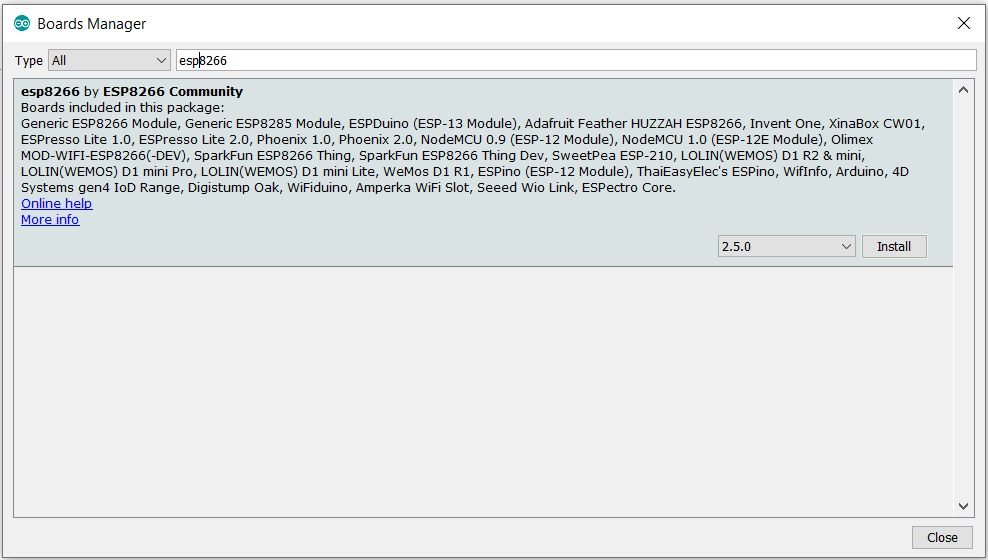 Boards Manager
Type All esp8266
esp8266 by ESP8266 Community
Boards included in this package:
Generic ESP8266 Module, Generic ESP8285 Module, ESPDuino (ESP-13 Module), Adafruit Feather HUZZAH ESP8266, Invent One, XinaBox CW01,
ESPresso Lite 1.0, ESPresso Lite 2.0, Phoenix 1.0, Phoenix 2.0, NodeMCU 0.9 (ESP-12 Module), NodeMCU 1.0 (ESP-12E Module), Olimex
MOD-WIFI-ESP8266(-DEV), SparkFun ESP8266 Thing, SparkFun ESP8266 Thing Dev, SweetPea ESP-210, LOLIN(WEMOS) D1 R2 & mini,
LOLIN(WEMOS) D1 mini Pro, LOLIN(WEMOS) D1 mini Lite, WeMos D1 R1, ESPino (ESP-12 Module), ThaiEasyElec's ESPino, WifInfo, Arduino, 4D
Systems gen4 IoD Range, Digistump Oak, WiFiduino, Amperka WiFi Slot, Seeed Wio Link, ESPectro Core.
Online help
More info
2.5.0 Install
Close